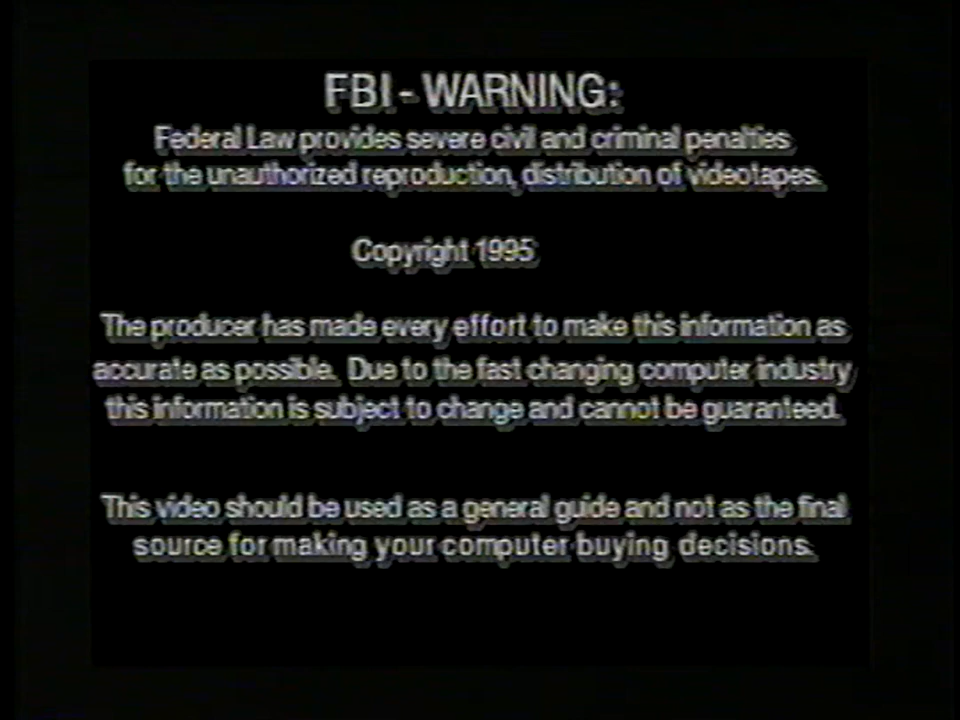 FBI - WARNING:
Federal Law provides severe civil and criminal penalties
for the unauthorized reproduction, distribution of videotapes.
Copyright 1995
The producer has made every effort to make this information as
accurate as possible. Due to the fast changing computer industry
this information is subject to change and cannot be guaranteed.
This video should be used as a general guide and not as the final
source for making your computer buying decisions.